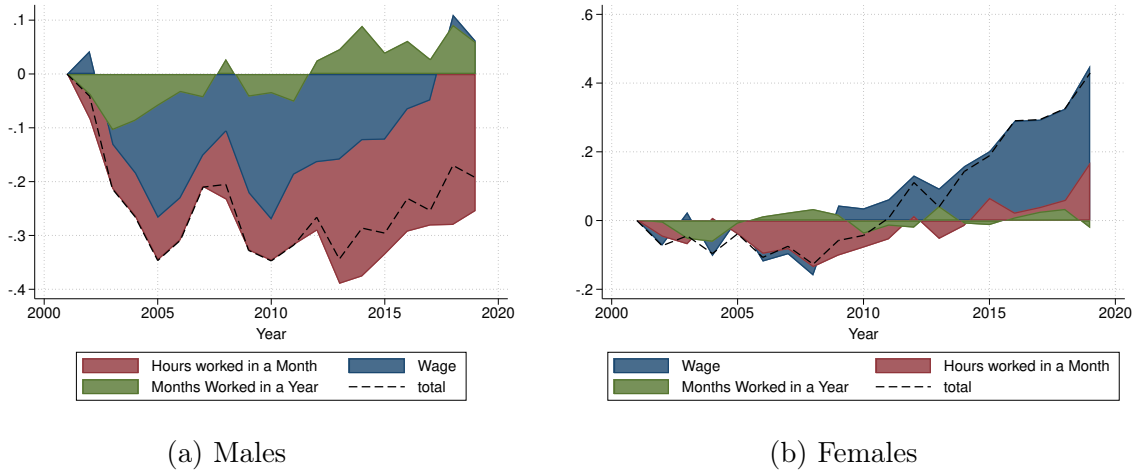 .1
0
-.1
-.2
-.3
-.4
2000 2005 2010 2015 2020
Year
Hours worked in a Month Wage
Months Worked in a Year total
(a) Males
.6
.4
.2
0
-.2
2000 2005 2010 2015 2020
Year
Wage Hours worked in a Month
Months Worked in a Year total
(b) Females